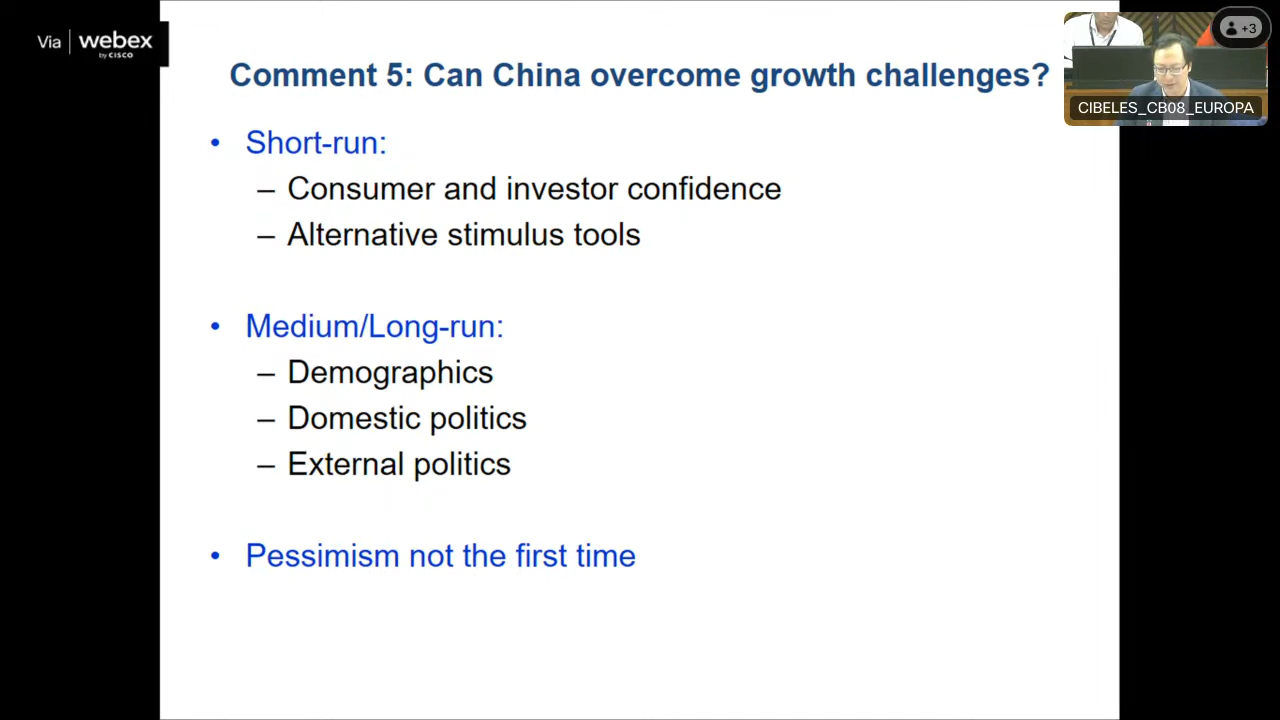 Via webex
by CISCO
Comment 5: Can China overcome growth challenges?
+3
CIBELES_CB08_EUROPA
• Short-run:
– Consumer and investor confidence
– Alternative stimulus tools
• Medium/Long-run:
– Demographics
– Domestic politics
– External politics
• Pessimism not the first time